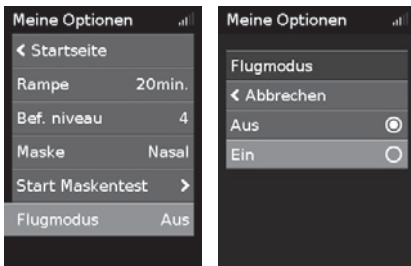 Meine Optionen
Startseite
Rampe 20min.
Bef. niveau 4
Maske Nasal
Start Maskentest
Flugmodus Aus
Meine Optionen
Flugmodus
Abbrechen
Aus
Ein